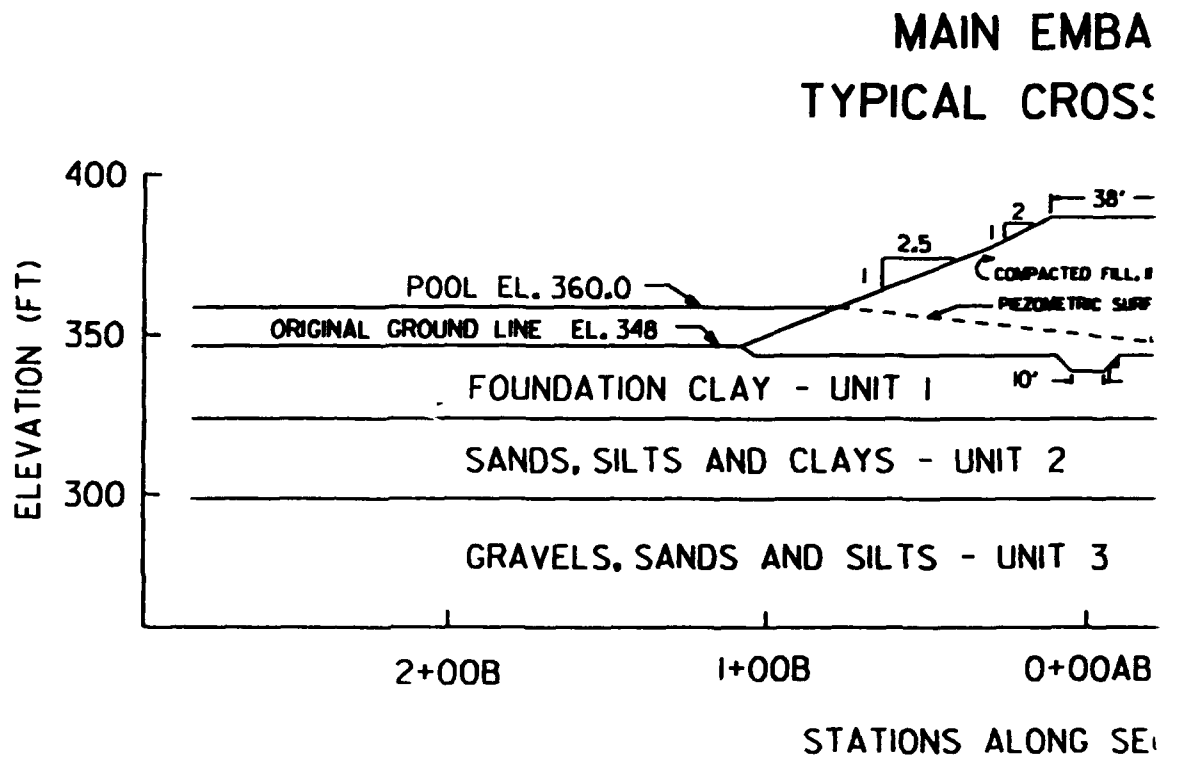 MAIN EMBA
TYPICAL CROSS
400
38'
2
1
2.5
1
COMPACTED FILL,
POOL EL. 360.0
PIEZOMETRIC SURF
ORIGINAL GROUND LINE EL. 348
350
10'
FOUNDATION CLAY - UNIT 1
ELEVATION (FT)
SANDS, SILTS AND CLAYS - UNIT 2
300
GRAVELS, SANDS AND SILTS - UNIT 3
2+00B
1+00B
0+00AB
STATIONS ALONG SE